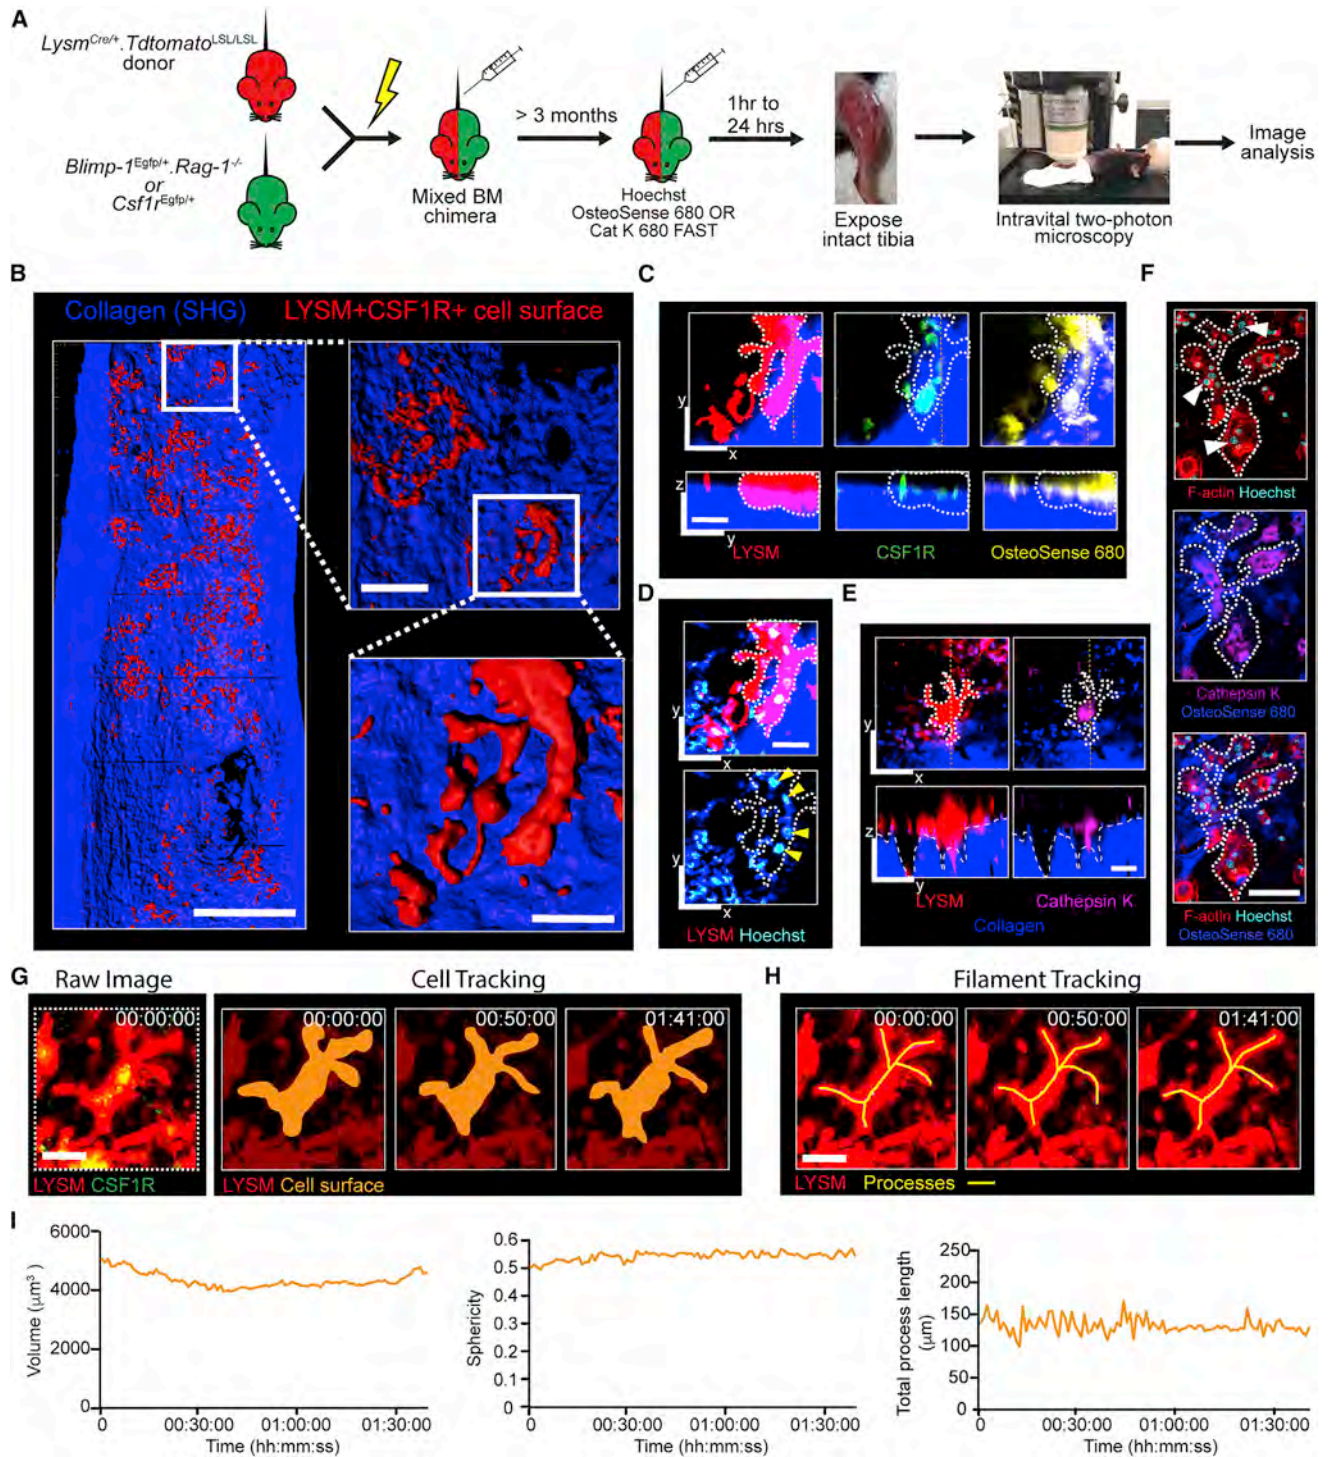 A
Lysm^Cre/+.Tdtomato^LSL/LSL
donor
Blimp-1^Egfp/+.Rag-1^-/-
or
Csf1r^Egfp/+
Mixed BM
chimera
> 3 months
Hoechst
OsteoSense 680 OR
Cat K 680 FAST
1hr to
24 hrs
Expose
intact tibia
Intravital two-photon
microscopy
Image
analysis
B
Collagen (SHG)
LYSM+CSF1R+ cell surface
C
y
x
z
y
LYSM
CSF1R
OsteoSense 680
D
y
x
y
x
LYSM Hoechst
E
y
x
z
y
LYSM
Cathepsin K
Collagen
F
F-actin Hoechst
Cathepsin K
OsteoSense 680
F-actin Hoechst
OsteoSense 680
G
Raw Image
Cell Tracking
00:00:00
00:00:00
00:50:00
01:41:00
LYSM CSF1R
LYSM Cell surface
H
Filament Tracking
00:00:00
00:50:00
01:41:00
LYSM Processes
I
Volume (μm³)
6000
4000
2000
0
0
00:30:00
01:00:00
01:30:00
Time (hh:mm:ss)
Sphericity
0.6
0.5
0.4
0.3
0.2
0.1
0
0
00:30:00
01:00:00
01:30:00
Time (hh:mm:ss)
Total process length
(μm)
250
200
150
100
50
0
0
00:30:00
01:00:00
01:30:00
Time (hh:mm:ss)